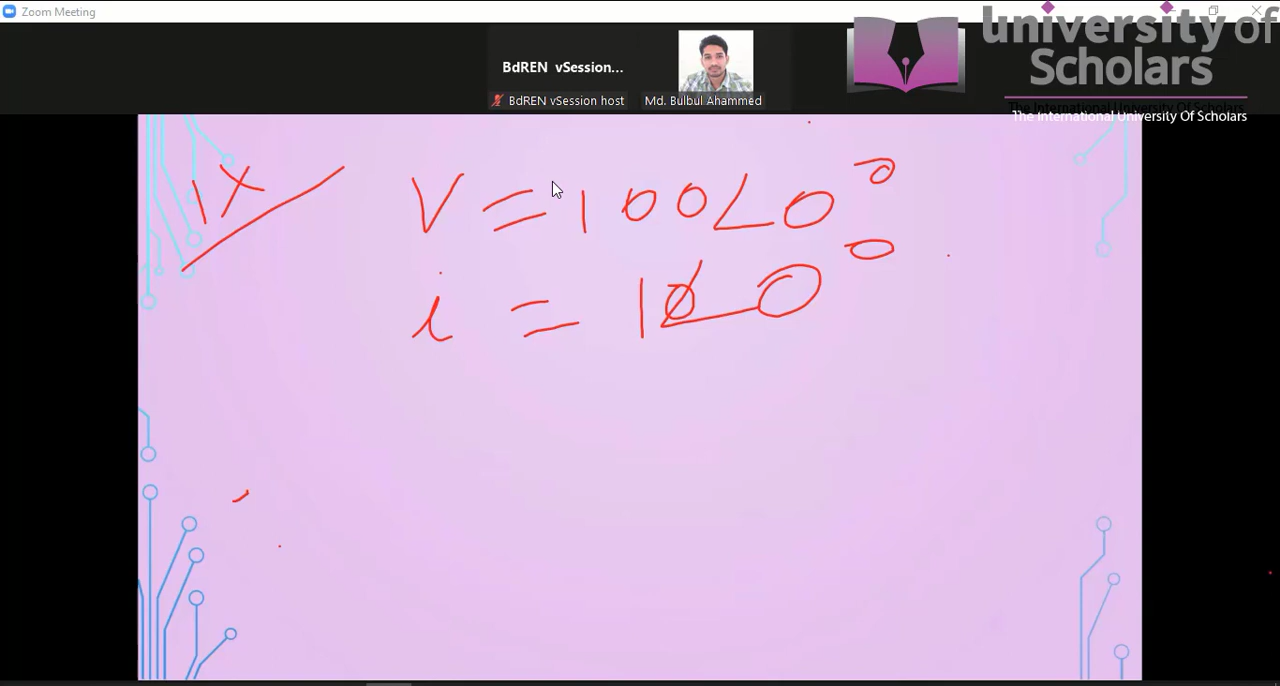 Zoom Meeting
university of
Scholars
The International University Of Scholars
BdREN vSession...
BdREN vSession host
Md. Bulbul Ahammed
1X
V = 100∠0°
i = 10∠0°